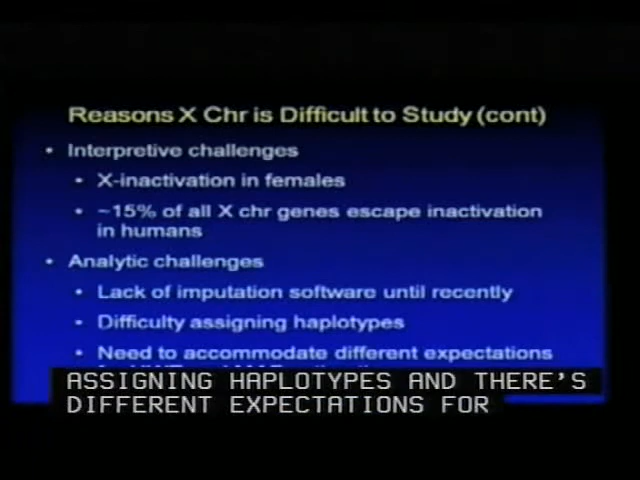 Reasons X Chr is Difficult to Study (cont)
• Interpretive challenges
• X-inactivation in females
• ~15% of all X chr genes escape inactivation
in humans
• Analytic challenges
• Lack of imputation software until recently
• Difficulty assigning haplotypes
• Need to accommodate different expectations
ASSIGNING HAPLOTYPES AND THERE'S
DIFFERENT EXPECTATIONS FOR